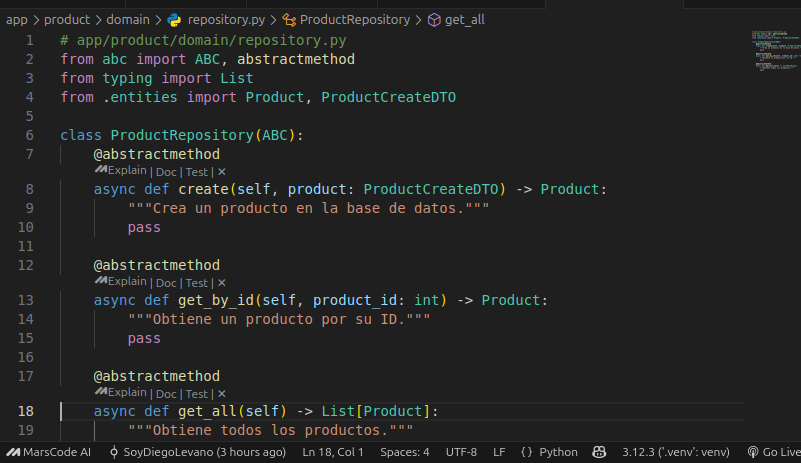 app > product > domain > repository.py > ProductRepository > get_all
1 # app/product/domain/repository.py
2 from abc import ABC, abstractmethod
3 from typing import List
4 from .entities import Product, ProductCreateDTO
5
6 class ProductRepository(ABC):
7 @abstractmethod
Explain | Doc | Test | ×
8 async def create(self, product: ProductCreateDTO) -> Product:
9 """Crea un producto en la base de datos."""
10 pass
11
12 @abstractmethod
Explain | Doc | Test | ×
13 async def get_by_id(self, product_id: int) -> Product:
14 """Obtiene un producto por su ID."""
15 pass
16
17 @abstractmethod
Explain | Doc | Test | ×
18 async def get_all(self) -> List[Product]:
19 """Obtiene todos los productos."""
MarsCode AI SoyDiegoLevano (3 hours ago) Ln 18, Col 1 Spaces: 4 UTF-8 LF {} Python 3.12.3 ('.venv': venv) Go Live